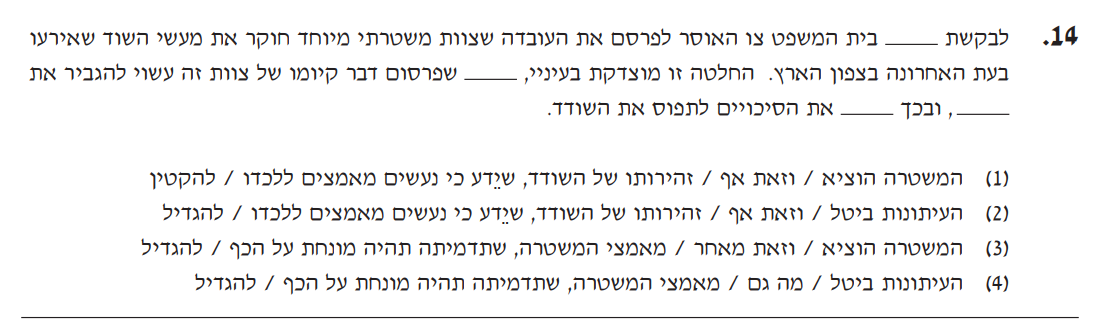 14. לבקשת _____ בית המשפט צו האוסר לפרסם את העובדה שצוות משטרתי מיוחד חוקר את מעשי השוד שאירעו
בעת האחרונה בצפון הארץ. החלטה זו מוצדקת בעיניי, _____ שפרסום דבר קיומו של צוות זה עשוי להגביר את
_____, ובכך _____ את הסיכויים לתפוס את השודד.
(1) המשטרה הוציא / וזאת אף / זהירותו של השודד, שיֵדע כי נעשים מאמצים ללכדו / להקטין
(2) העיתונות ביטל / וזאת אף / זהירותו של השודד, שיֵדע כי נעשים מאמצים ללכדו / להגדיל
(3) המשטרה הוציא / וזאת מאחר / מאמצי המשטרה, שתדמיתה תהיה מונחת על הכף / להגדיל
(4) העיתונות ביטל / מה גם / מאמצי המשטרה, שתדמיתה תהיה מונחת על הכף / להגדיל